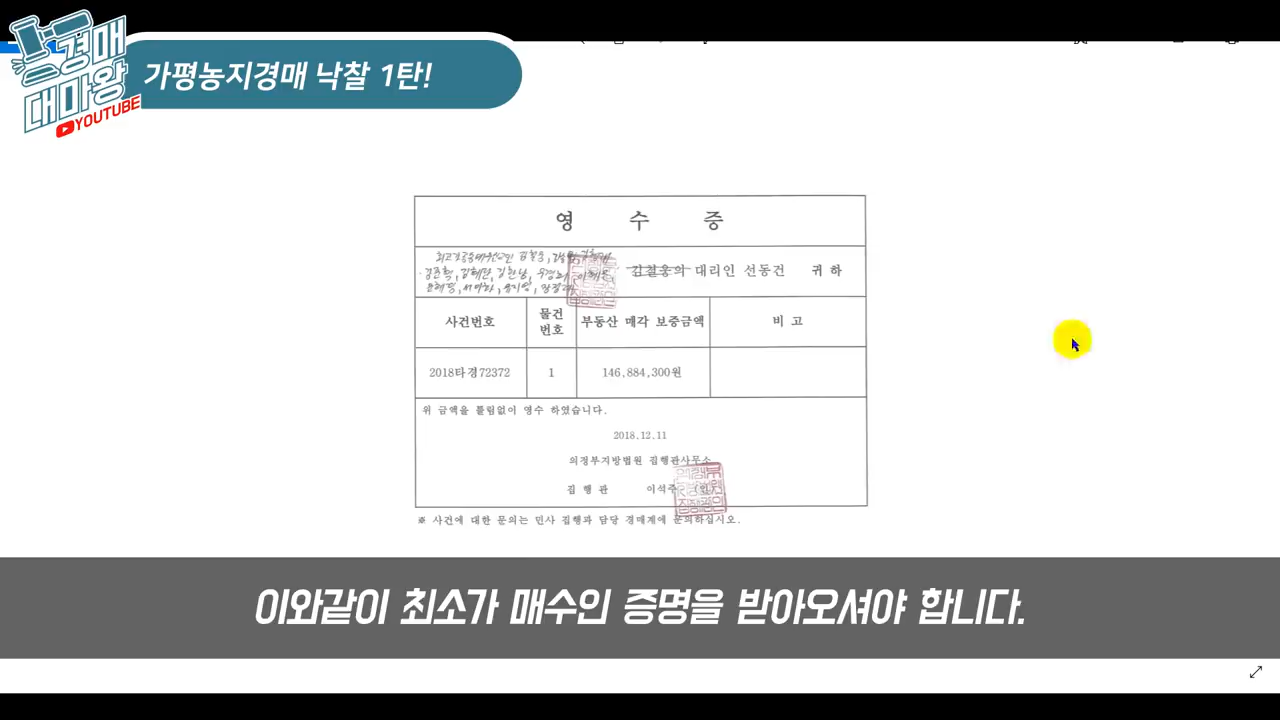 경매
대마왕
YOUTUBE
가평농지경매 낙찰 1탄!
영 수 증
김철웅의 대리인 선동건 귀하
사건번호 물건번호 부동산 매각 보증금액 비 고
2018타경72372 1 146,884,300원
위 금액을 틀림없이 영수 하였습니다.
2018.12.11
의정부지방법원 집행관사무소
집 행 관 이석주 (인)
※ 사건에 대한 문의는 민사 집행과 담당 경매계에 문의하십시오.
이와같이 최소가 매수인 증명을 받아오셔야 합니다.